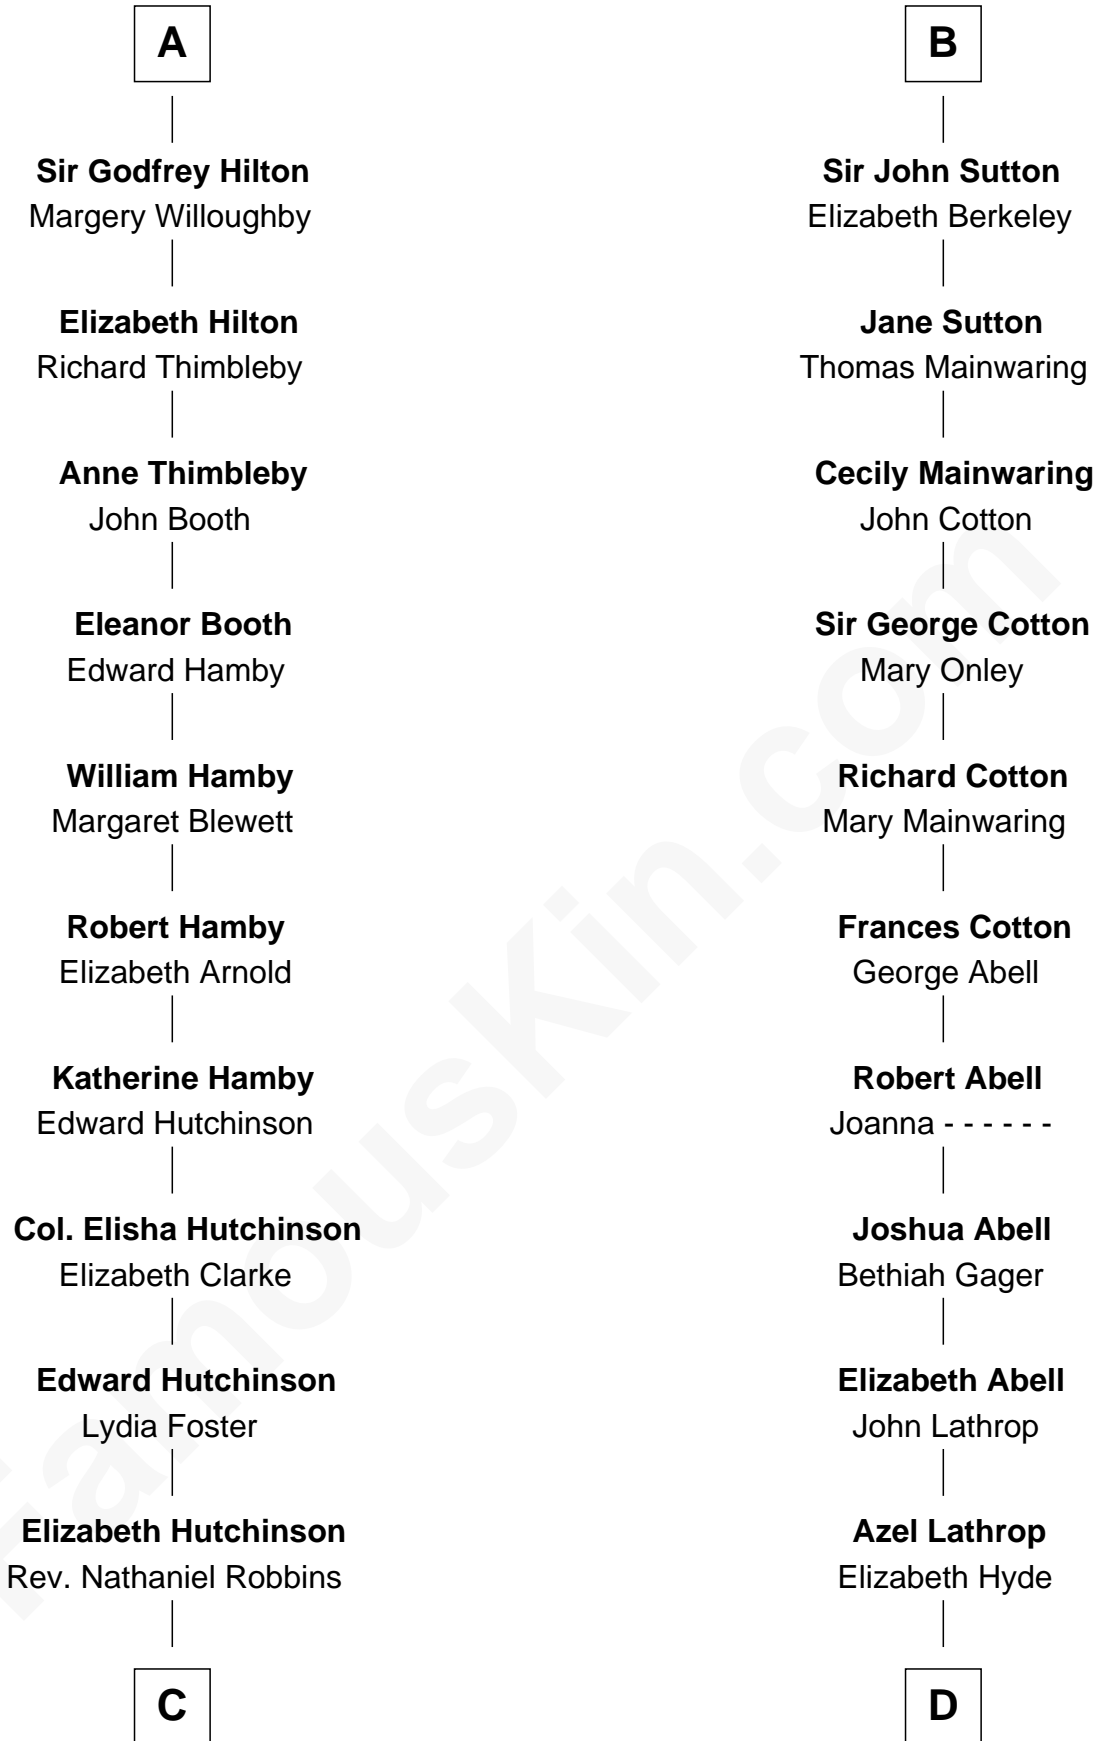 A
Sir Godfrey Hilton
Margery Willoughby
Elizabeth Hilton
Richard Thimbleby
Anne Thimbleby
John Booth
Eleanor Booth
Edward Hamby
William Hamby
Margaret Blewett
Robert Hamby
Elizabeth Arnold
Katherine Hamby
Edward Hutchinson
Col. Elisha Hutchinson
Elizabeth Clarke
Edward Hutchinson
Lydia Foster
Elizabeth Hutchinson
Rev. Nathaniel Robbins
C
B
Sir John Sutton
Elizabeth Berkeley
Jane Sutton
Thomas Mainwaring
Cecily Mainwaring
John Cotton
Sir George Cotton
Mary Onley
Richard Cotton
Mary Mainwaring
Frances Cotton
George Abell
Robert Abell
Joanna - - - - - -
Joshua Abell
Bethiah Gager
Elizabeth Abell
John Lathrop
Azel Lathrop
Elizabeth Hyde
D
FamousKin.com